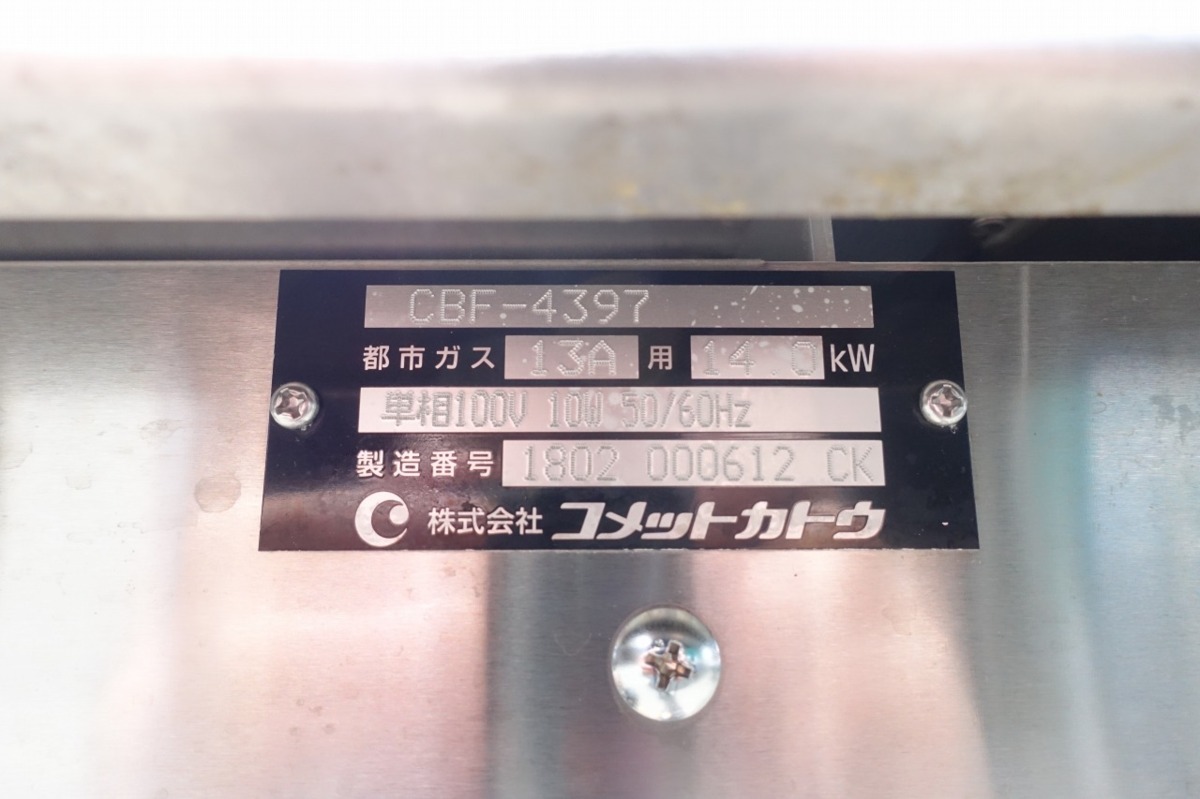 CBF-4397
都市ガス 13A 用 14.0 kW
単相100V 10W 50/60Hz
製造番号 1802 000612 CK
株式会社 コメットカトウ